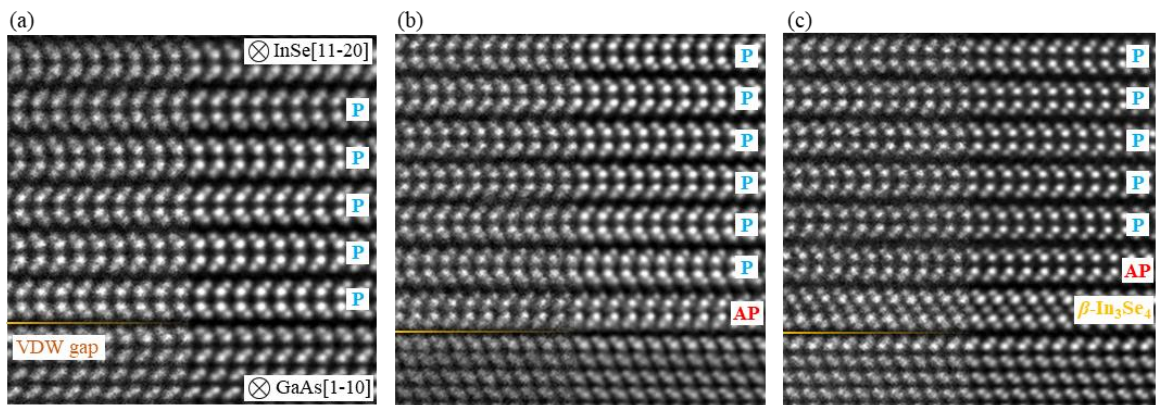 (a)
⊗ InSe[11-20]
P
P
P
P
P
VDW gap
⊗ GaAs[1-10]
(b)
P
P
P
P
P
P
AP
(c)
P
P
P
P
P
AP
β-In₃Se₄